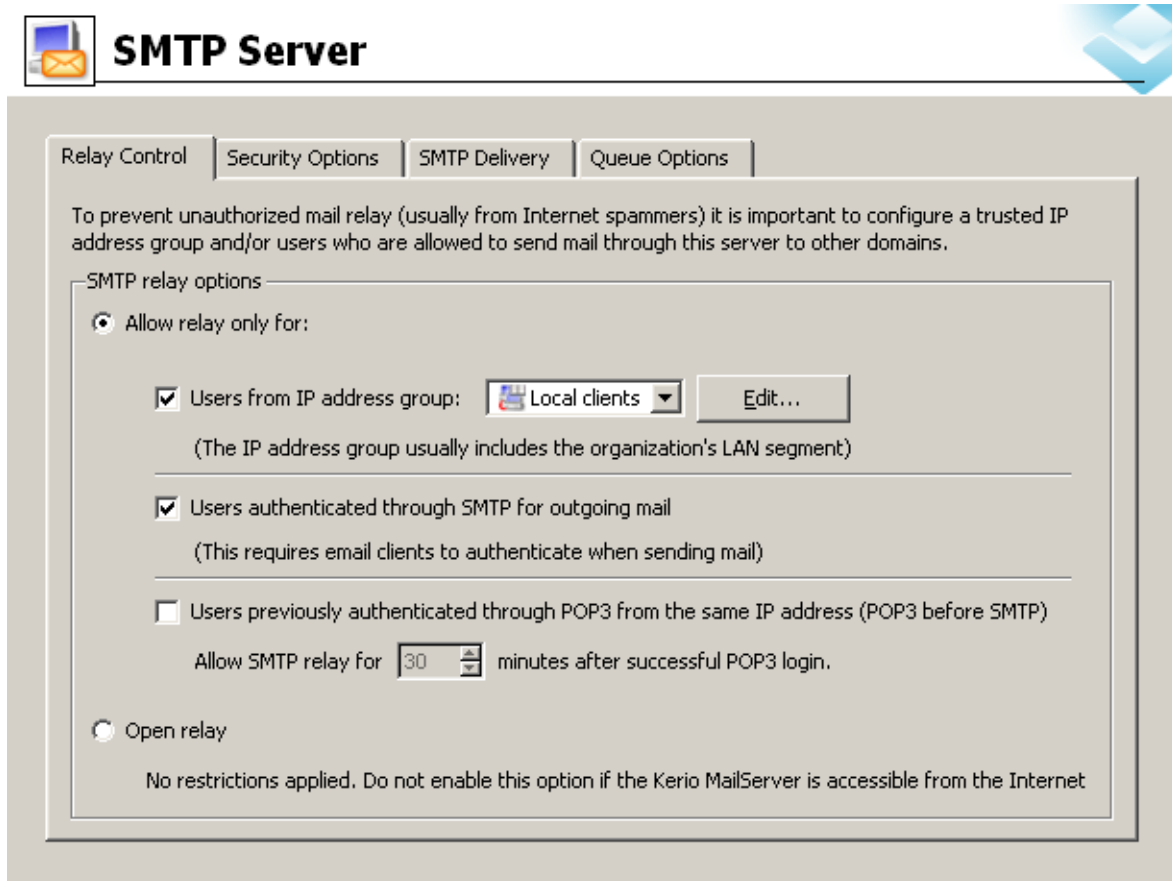 SMTP Server
Relay Control
Security Options
SMTP Delivery
Queue Options
To prevent unauthorized mail relay (usually from Internet spammers) it is important to configure a trusted IP
address group and/or users who are allowed to send mail through this server to other domains.
SMTP relay options
Allow relay only for:
Users from IP address group:
Local clients
Edit...
(The IP address group usually includes the organization's LAN segment)
Users authenticated through SMTP for outgoing mail
(This requires email clients to authenticate when sending mail)
Users previously authenticated through POP3 from the same IP address (POP3 before SMTP)
Allow SMTP relay for 30 minutes after successful POP3 login.
Open relay
No restrictions applied. Do not enable this option if the Kerio MailServer is accessible from the Internet